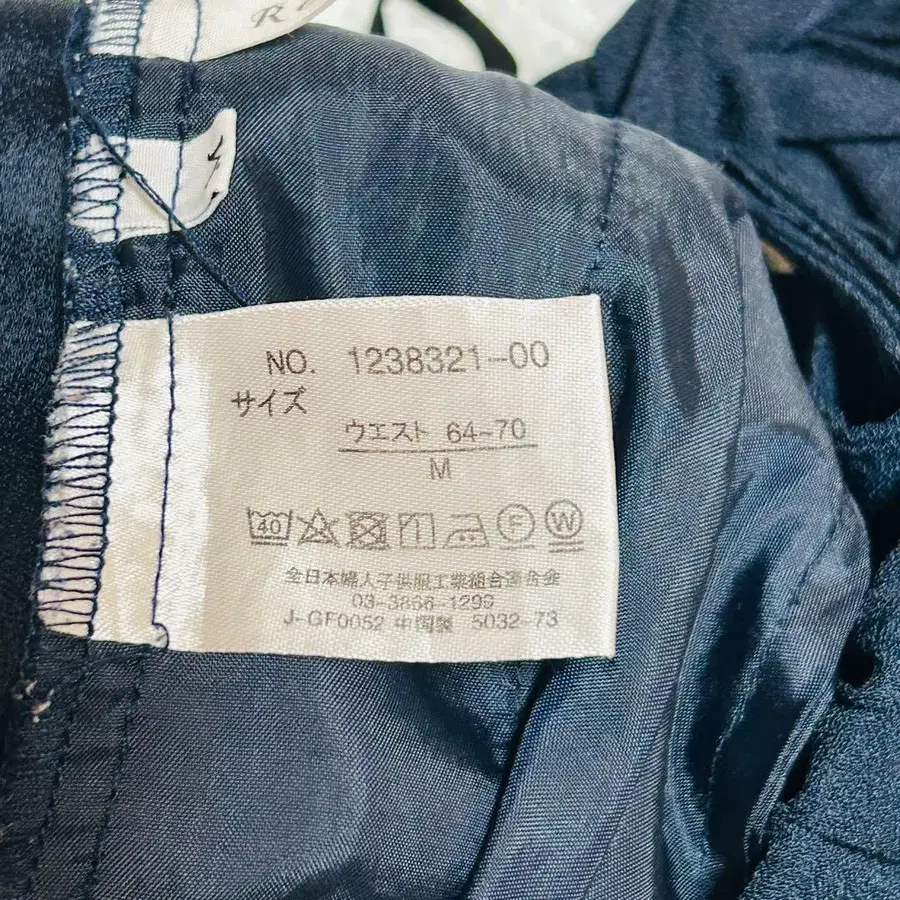 R
NO. 1238321-00
サイズ
ウエスト 64-70
M
40
F W
全日本婦人子供服工業組合連合会
03-3866-1299
J-GF0052 中国製 5032-73